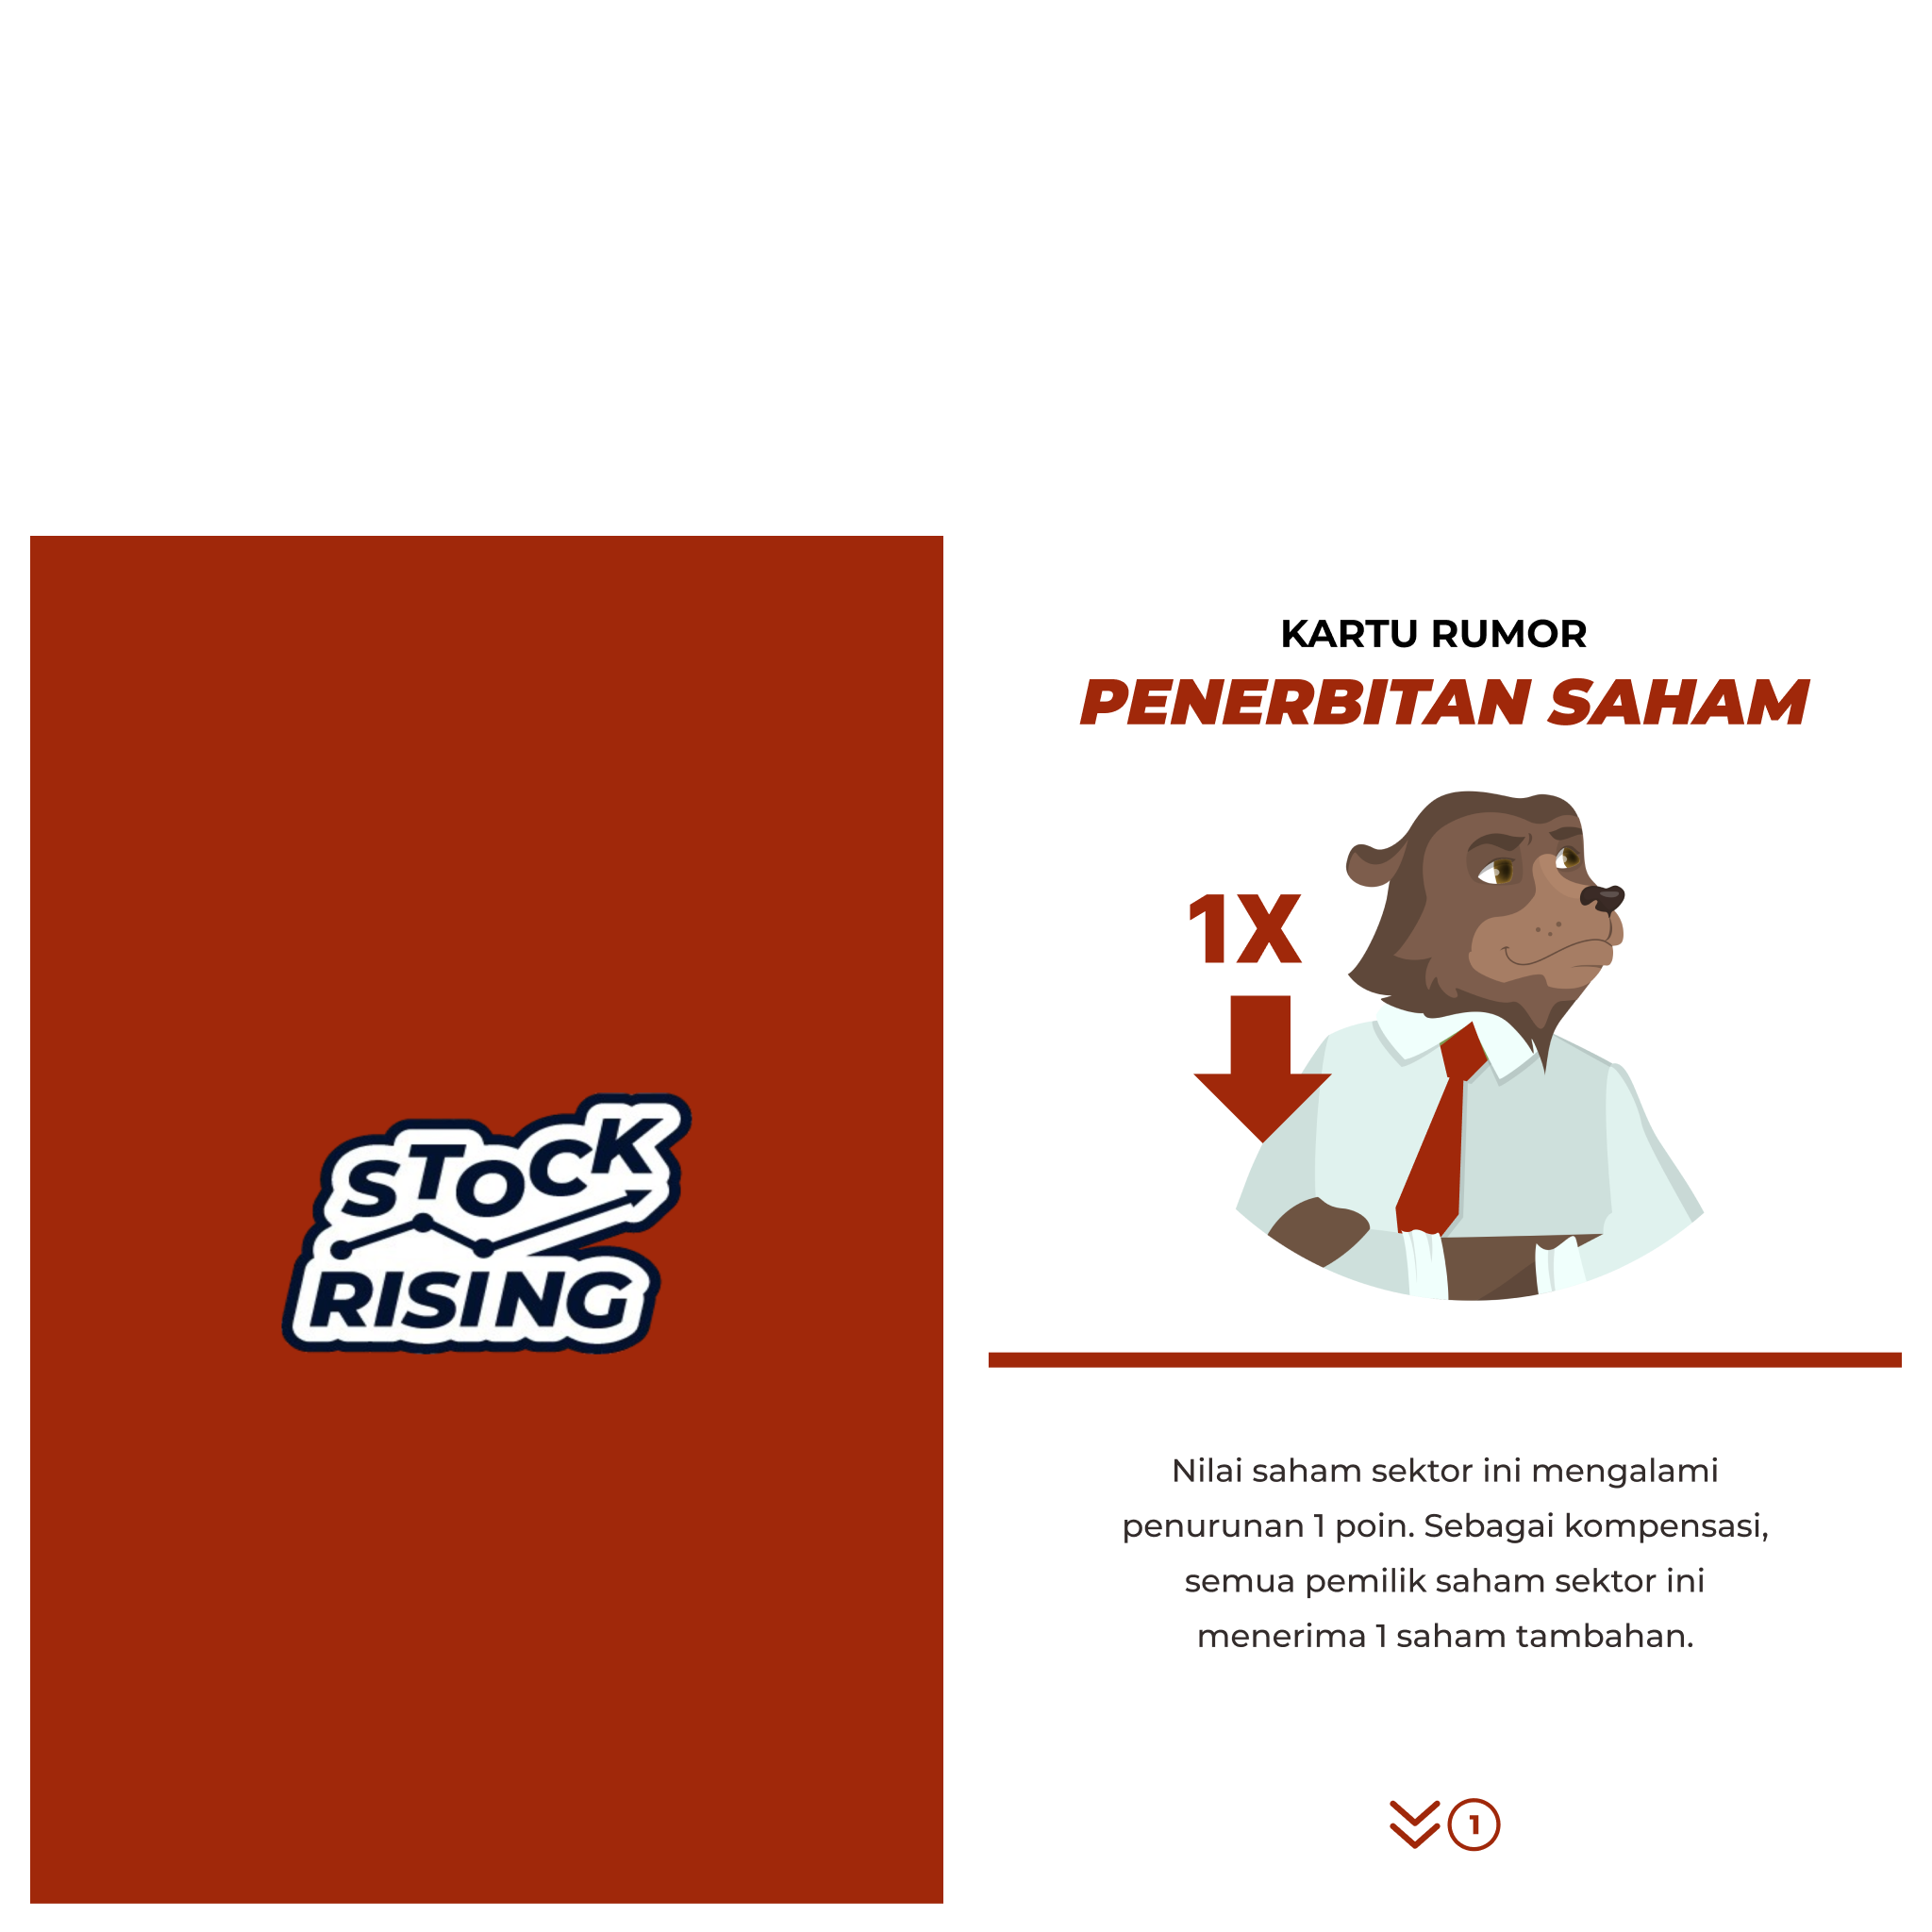 STOCK
RISING
KARTU RUMOR
PENERBITAN SAHAM
1X
Nilai saham sektor ini mengalami
penurunan 1 poin. Sebagai kompensasi,
semua pemilik saham sektor ini
menerima 1 saham tambahan.
1